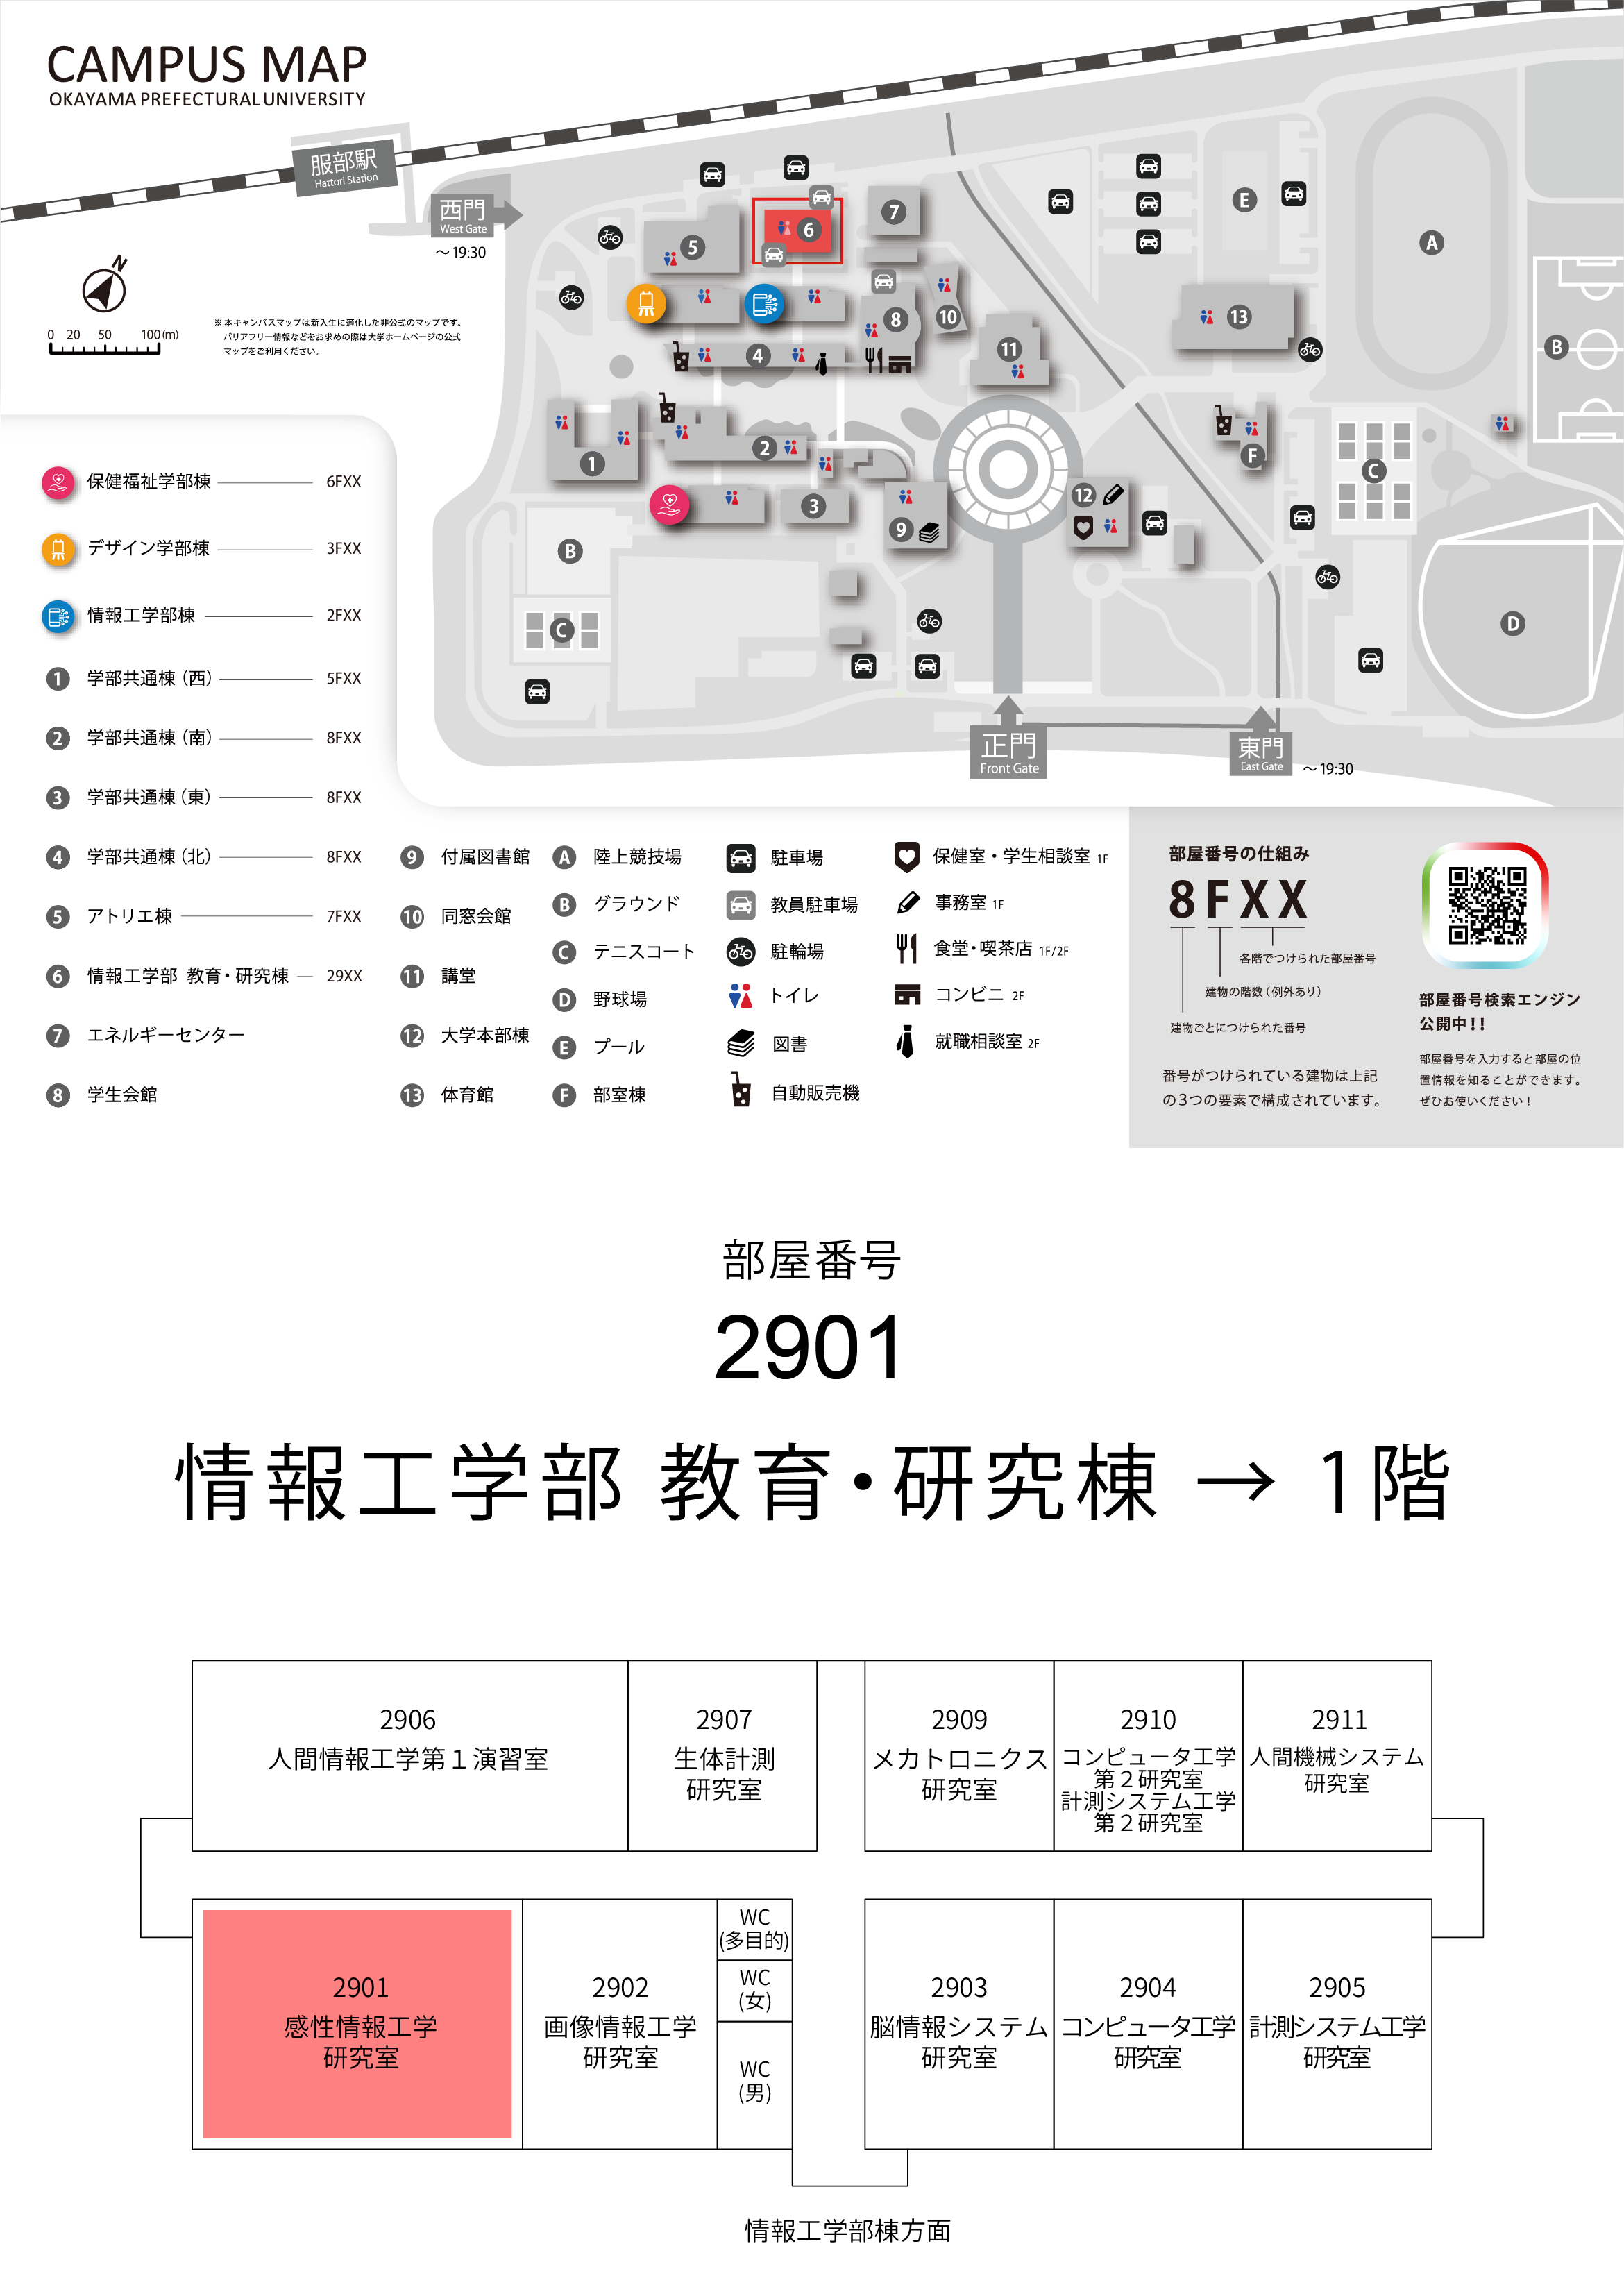 CAMPUS MAP
OKAYAMA PREFECTURAL UNIVERSITY
服部駅
Hattori Station
西門
West Gate
～19:30
N
0 20 50 100(m)
※ 本キャンパスマップは新入生に適化した非公式のマップです。
バリアフリー情報などをお求めの際は大学ホームページの公式
マップをご利用ください。
5
6
7
8
10
4
11
1
2
3
9
12
13
E
A
B
F
C
D
B
C
正門
Front Gate
東門
East Gate
～19:30
保健福祉学部棟 6FXX
デザイン学部棟 3FXX
情報工学部棟 2FXX
1 学部共通棟（西） 5FXX
2 学部共通棟（南） 8FXX
3 学部共通棟（東） 8FXX
4 学部共通棟（北） 8FXX
5 アトリエ棟 7FXX
6 情報工学部 教育・研究棟 29XX
7 エネルギーセンター
8 学生会館
9 付属図書館
10 同窓会館
11 講堂
12 大学本部棟
13 体育館
A 陸上競技場
B グラウンド
C テニスコート
D 野球場
E プール
F 部室棟
駐車場
教員駐車場
駐輪場
トイレ
図書
自動販売機
保健室・学生相談室 1F
事務室 1F
食堂・喫茶店 1F/2F
コンビニ 2F
就職相談室 2F
部屋番号の仕組み
8FXX
各階でつけられた部屋番号
建物の階数（例外あり）
建物ごとにつけられた番号
番号がつけられている建物は上記
の3つの要素で構成されています。
部屋番号検索エンジン
公開中!!
部屋番号を入力すると部屋の位
置情報を知ることができます。
ぜひお使いください！
部屋番号
2901
情報工学部 教育・研究棟 → 1階
2906
人間情報工学第１演習室
2907
生体計測
研究室
2909
メカトロニクス
研究室
2910
コンピュータ工学
第２研究室
計測システム工学
第２研究室
2911
人間機械システム
研究室
2901
感性情報工学
研究室
2902
画像情報工学
研究室
WC
(多目的)
WC
(女)
WC
(男)
2903
脳情報システム
研究室
2904
コンピュータ工学
研究室
2905
計測システム工学
研究室
情報工学部棟方面